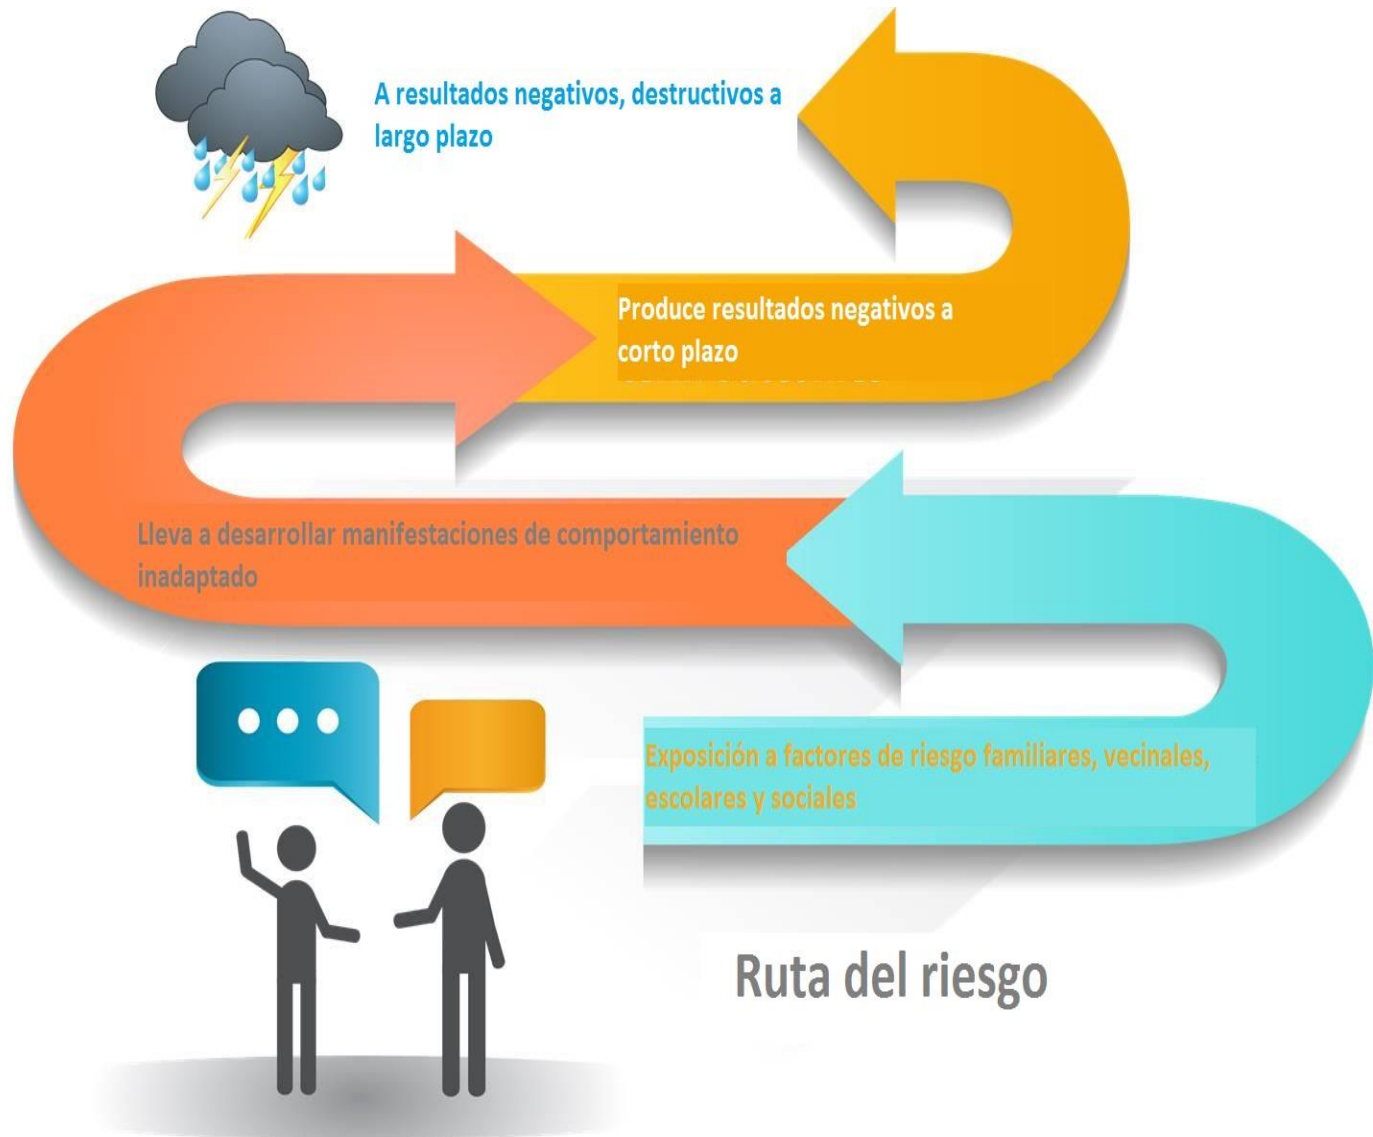 A resultados negativos, destructivos a
largo plazo
Produce resultados negativos a
corto plazo
Lleva a desarrollar manifestaciones de comportamiento
inadaptado
Exposición a factores de riesgo familiares, vecinales,
escolares y sociales
Ruta del riesgo